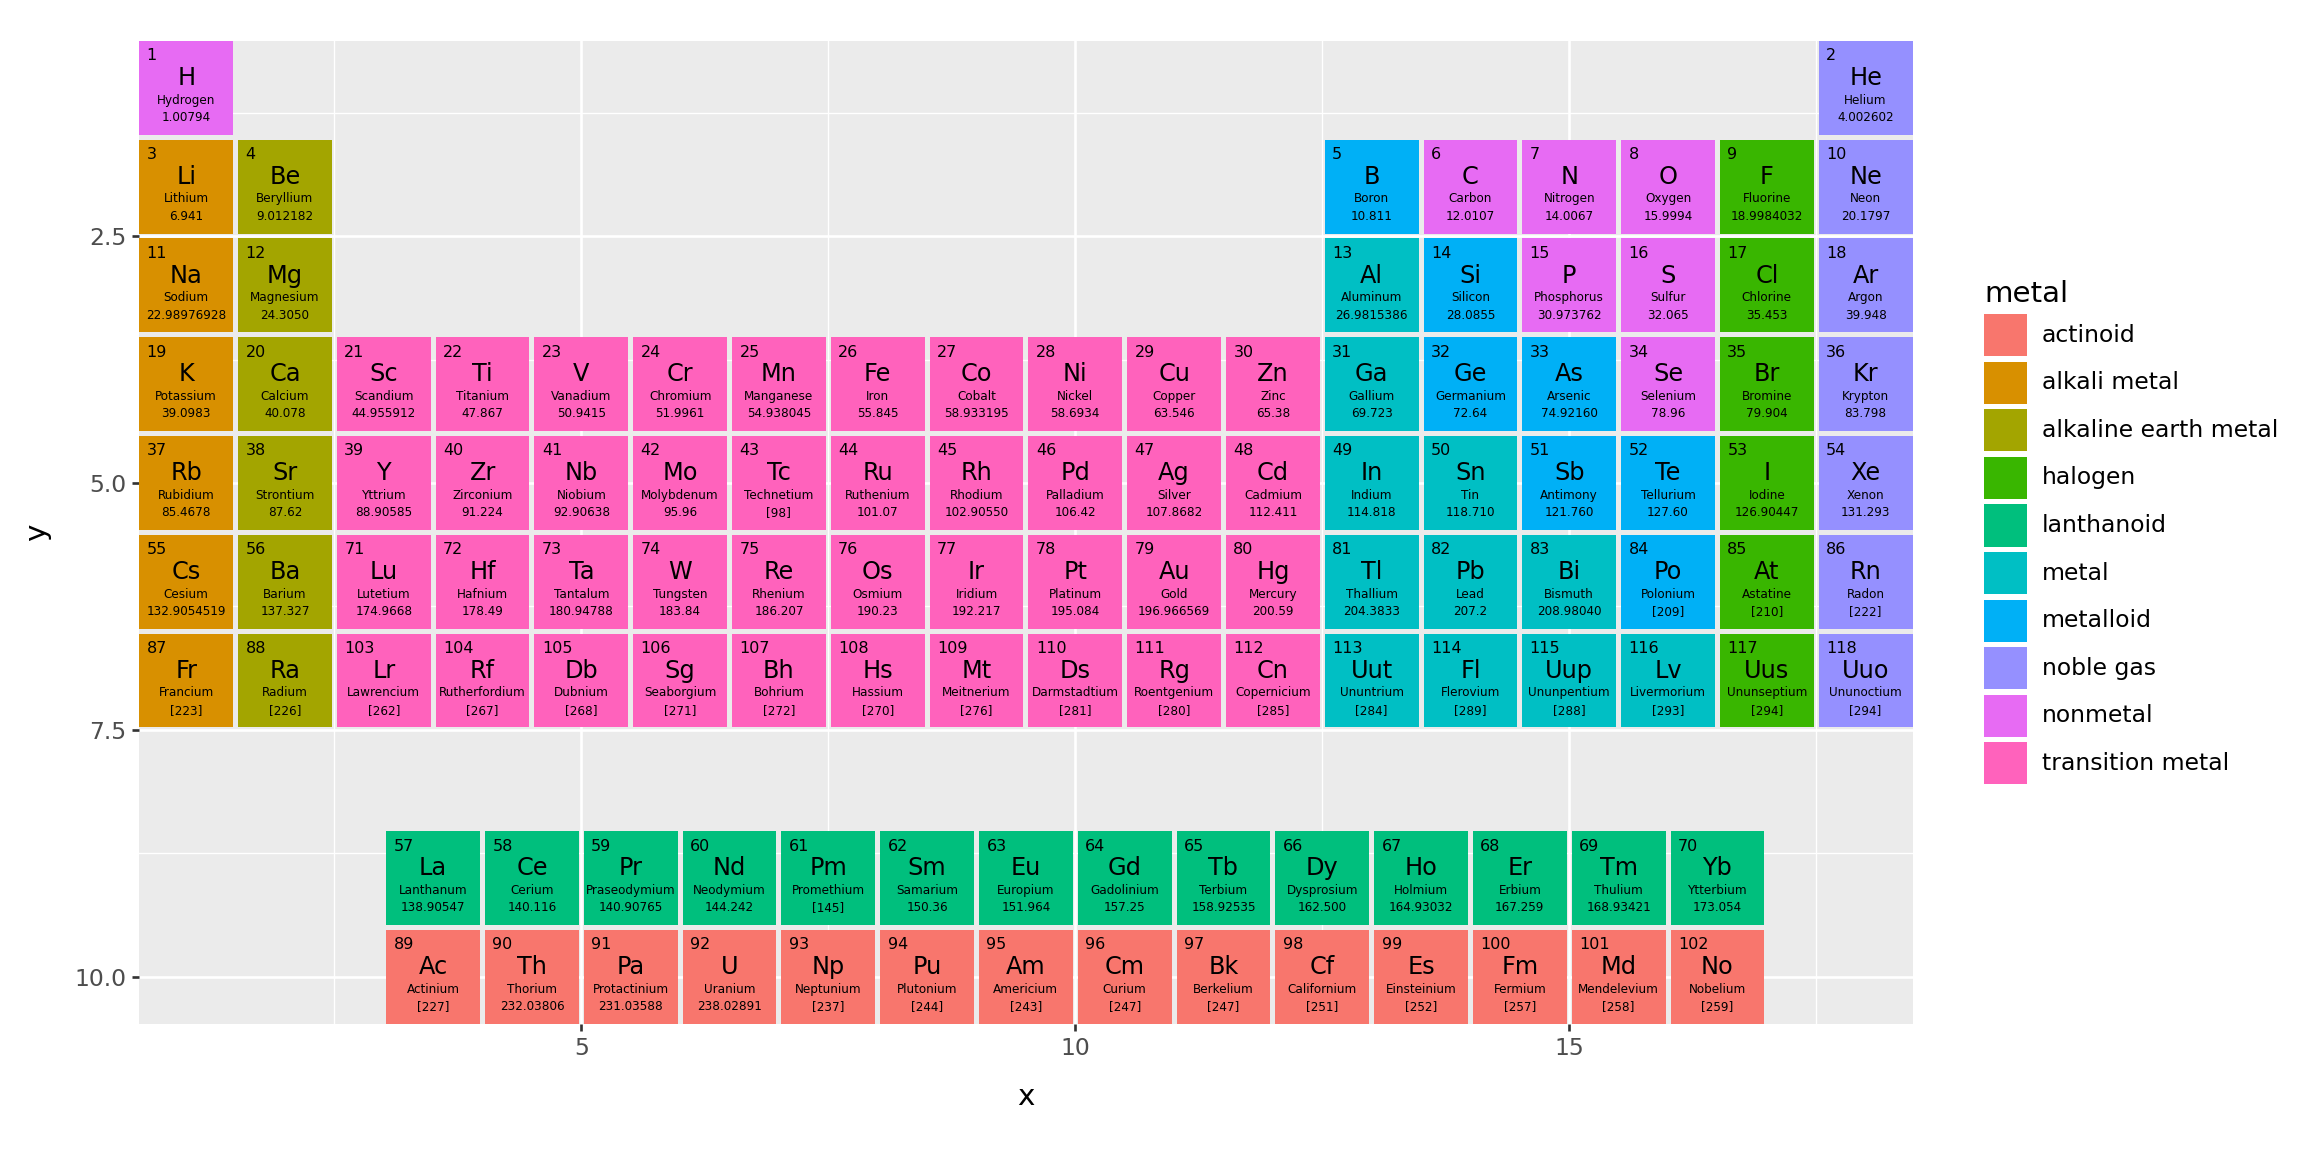 1
H
Hydrogen
1.00794
2
He
Helium
4.002602
3
Li
Lithium
6.941
4
Be
Beryllium
9.012182
5
B
Boron
10.811
6
C
Carbon
12.0107
7
N
Nitrogen
14.0067
8
O
Oxygen
15.9994
9
F
Fluorine
18.9984032
10
Ne
Neon
20.1797
11
Na
Sodium
22.98976928
12
Mg
Magnesium
24.3050
13
Al
Aluminum
26.9815386
14
Si
Silicon
28.0855
15
P
Phosphorus
30.973762
16
S
Sulfur
32.065
17
Cl
Chlorine
35.453
18
Ar
Argon
39.948
19
K
Potassium
39.0983
20
Ca
Calcium
40.078
21
Sc
Scandium
44.955912
22
Ti
Titanium
47.867
23
V
Vanadium
50.9415
24
Cr
Chromium
51.9961
25
Mn
Manganese
54.938045
26
Fe
Iron
55.845
27
Co
Cobalt
58.933195
28
Ni
Nickel
58.6934
29
Cu
Copper
63.546
30
Zn
Zinc
65.38
31
Ga
Gallium
69.723
32
Ge
Germanium
72.64
33
As
Arsenic
74.92160
34
Se
Selenium
78.96
35
Br
Bromine
79.904
36
Kr
Krypton
83.798
37
Rb
Rubidium
85.4678
38
Sr
Strontium
87.62
39
Y
Yttrium
88.90585
40
Zr
Zirconium
91.224
41
Nb
Niobium
92.90638
42
Mo
Molybdenum
95.96
43
Tc
Technetium
[98]
44
Ru
Ruthenium
101.07
45
Rh
Rhodium
102.90550
46
Pd
Palladium
106.42
47
Ag
Silver
107.8682
48
Cd
Cadmium
112.411
49
In
Indium
114.818
50
Sn
Tin
118.710
51
Sb
Antimony
121.760
52
Te
Tellurium
127.60
53
I
Iodine
126.90447
54
Xe
Xenon
131.293
55
Cs
Cesium
132.9054519
56
Ba
Barium
137.327
71
Lu
Lutetium
174.9668
72
Hf
Hafnium
178.49
73
Ta
Tantalum
180.94788
74
W
Tungsten
183.84
75
Re
Rhenium
186.207
76
Os
Osmium
190.23
77
Ir
Iridium
192.217
78
Pt
Platinum
195.084
79
Au
Gold
196.966569
80
Hg
Mercury
200.59
81
Tl
Thallium
204.3833
82
Pb
Lead
207.2
83
Bi
Bismuth
208.98040
84
Po
Polonium
[209]
85
At
Astatine
[210]
86
Rn
Radon
[222]
87
Fr
Francium
[223]
88
Ra
Radium
[226]
103
Lr
Lawrencium
[262]
104
Rf
Rutherfordium
[267]
105
Db
Dubnium
[268]
106
Sg
Seaborgium
[271]
107
Bh
Bohrium
[272]
108
Hs
Hassium
[270]
109
Mt
Meitnerium
[276]
110
Ds
Darmstadtium
[281]
111
Rg
Roentgenium
[280]
112
Cn
Copernicium
[285]
113
Uut
Ununtrium
[284]
114
Fl
Flerovium
[289]
115
Uup
Ununpentium
[288]
116
Lv
Livermorium
[293]
117
Uus
Ununseptium
[294]
118
Uuo
Ununoctium
[294]
57
La
Lanthanum
138.90547
58
Ce
Cerium
140.116
59
Pr
Praseodymium
140.90765
60
Nd
Neodymium
144.242
61
Pm
Promethium
[145]
62
Sm
Samarium
150.36
63
Eu
Europium
151.964
64
Gd
Gadolinium
157.25
65
Tb
Terbium
158.92535
66
Dy
Dysprosium
162.500
67
Ho
Holmium
164.93032
68
Er
Erbium
167.259
69
Tm
Thulium
168.93421
70
Yb
Ytterbium
173.054
89
Ac
Actinium
[227]
90
Th
Thorium
232.03806
91
Pa
Protactinium
231.03588
92
U
Uranium
238.02891
93
Np
Neptunium
[237]
94
Pu
Plutonium
[244]
95
Am
Americium
[243]
96
Cm
Curium
[247]
97
Bk
Berkelium
[247]
98
Cf
Californium
[251]
99
Es
Einsteinium
[252]
100
Fm
Fermium
[257]
101
Md
Mendelevium
[258]
102
No
Nobelium
[259]
2.5
5.0
7.5
10.0
y
5
10
15
x
metal
actinoid
alkali metal
alkaline earth metal
halogen
lanthanoid
metal
metalloid
noble gas
nonmetal
transition metal